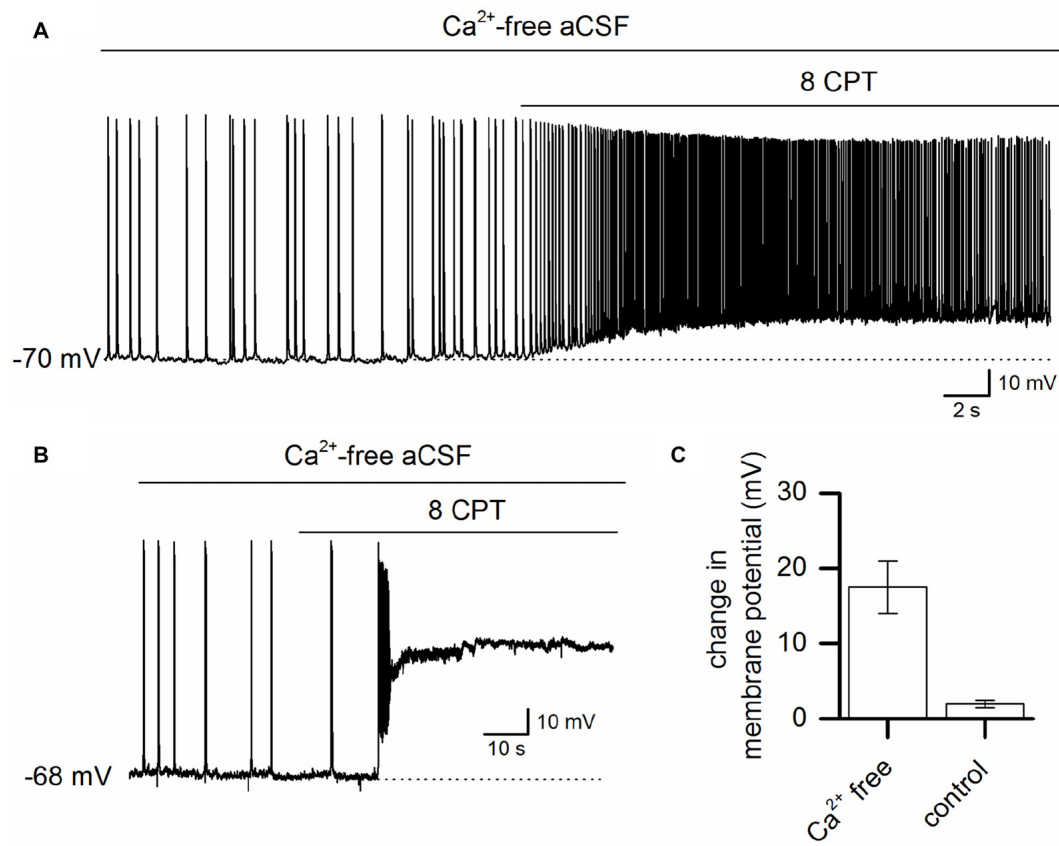 A
Ca²⁺-free aCSF
8 CPT
-70 mV
10 mV
2 s
B
Ca²⁺-free aCSF
8 CPT
-68 mV
10 mV
10 s
C
change in
membrane potential (mV)
30
20
10
0
Ca²⁺ free
control